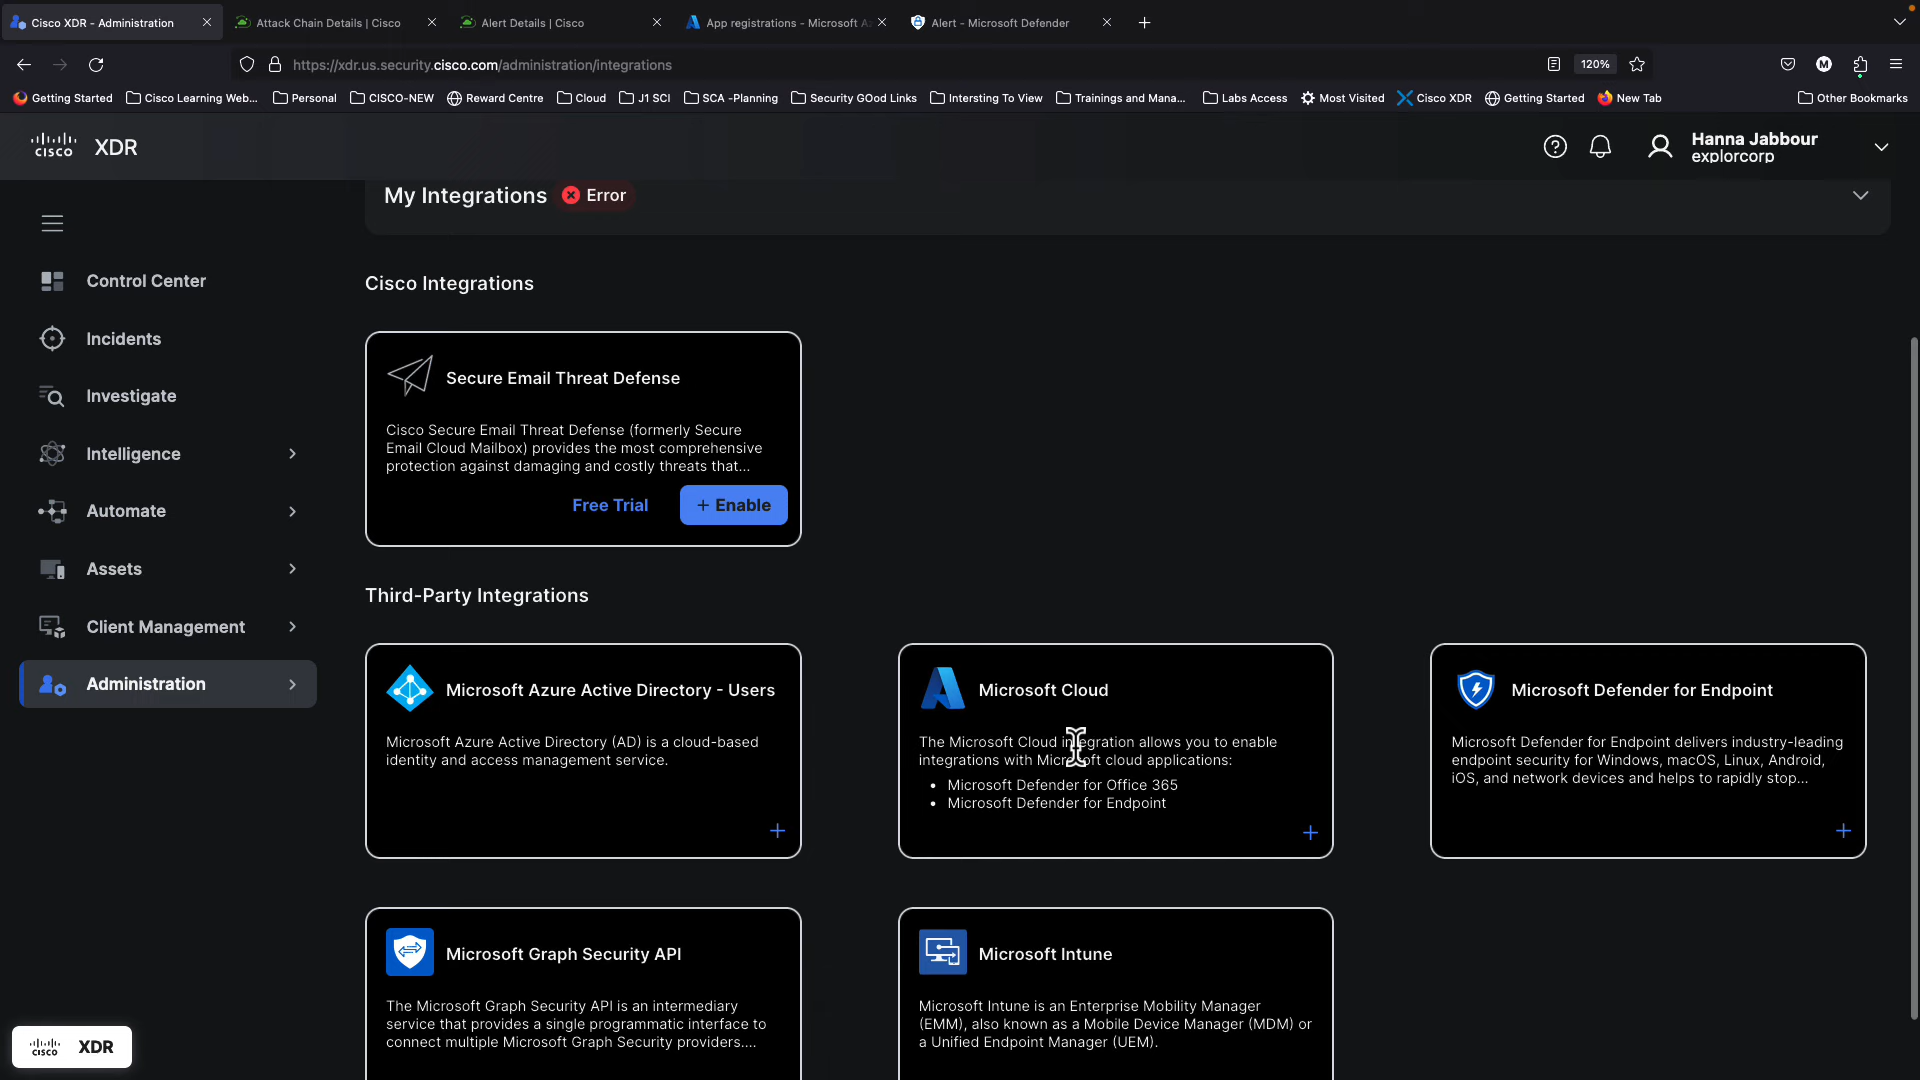 Cisco XDR - Administration
Attack Chain Details | Cisco
Alert Details | Cisco
App registrations - Microsoft Az
Alert - Microsoft Defender
https://xdr.us.security.cisco.com/administration/integrations
120%
M
Getting Started
Cisco Learning Web...
Personal
CISCO-NEW
Reward Centre
Cloud
J1 SCI
SCA -Planning
Security GOod Links
Intersting To View
Trainings and Mana...
Labs Access
Most Visited
Cisco XDR
Getting Started
New Tab
Other Bookmarks
CISCO XDR
Hanna Jabbour
explorcorp
My Integrations
Error
Control Center
Incidents
Investigate
Intelligence
Automate
Assets
Client Management
Administration
Cisco Integrations
Secure Email Threat Defense
Cisco Secure Email Threat Defense (formerly Secure
Email Cloud Mailbox) provides the most comprehensive
protection against damaging and costly threats that...
Free Trial
+ Enable
Third-Party Integrations
Microsoft Azure Active Directory - Users
Microsoft Azure Active Directory (AD) is a cloud-based
identity and access management service.
+
Microsoft Cloud
The Microsoft Cloud integration allows you to enable
integrations with Microsoft cloud applications:
• Microsoft Defender for Office 365
• Microsoft Defender for Endpoint
+
Microsoft Defender for Endpoint
Microsoft Defender for Endpoint delivers industry-leading
endpoint security for Windows, macOS, Linux, Android,
iOS, and network devices and helps to rapidly stop...
+
Microsoft Graph Security API
The Microsoft Graph Security API is an intermediary
service that provides a single programmatic interface to
connect multiple Microsoft Graph Security providers....
Microsoft Intune
Microsoft Intune is an Enterprise Mobility Manager
(EMM), also known as a Mobile Device Manager (MDM) or
a Unified Endpoint Manager (UEM).
CISCO XDR